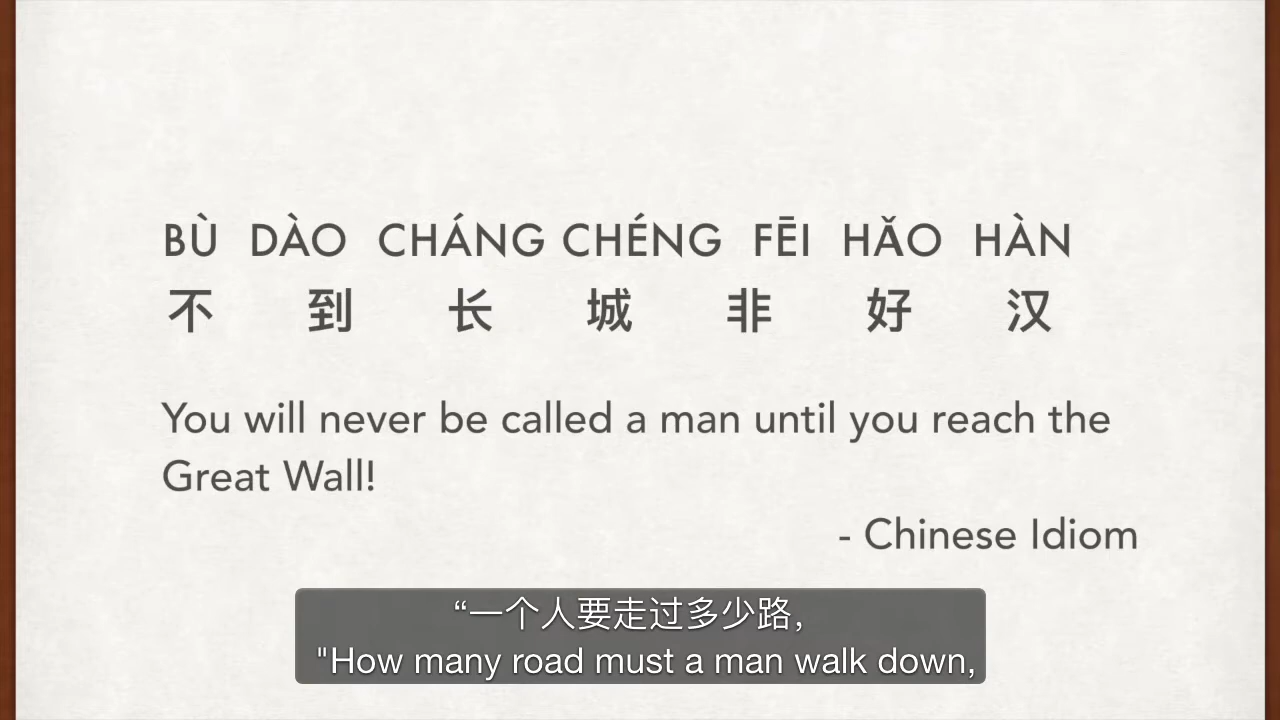 BÙ DÀO CHÁNG CHÉNG FĒI HǍO HÀN
不 到 长 城 非 好 汉
You will never be called a man until you reach the
Great Wall!
- Chinese Idiom
“一个人要走过多少路，
"How many road must a man walk down,